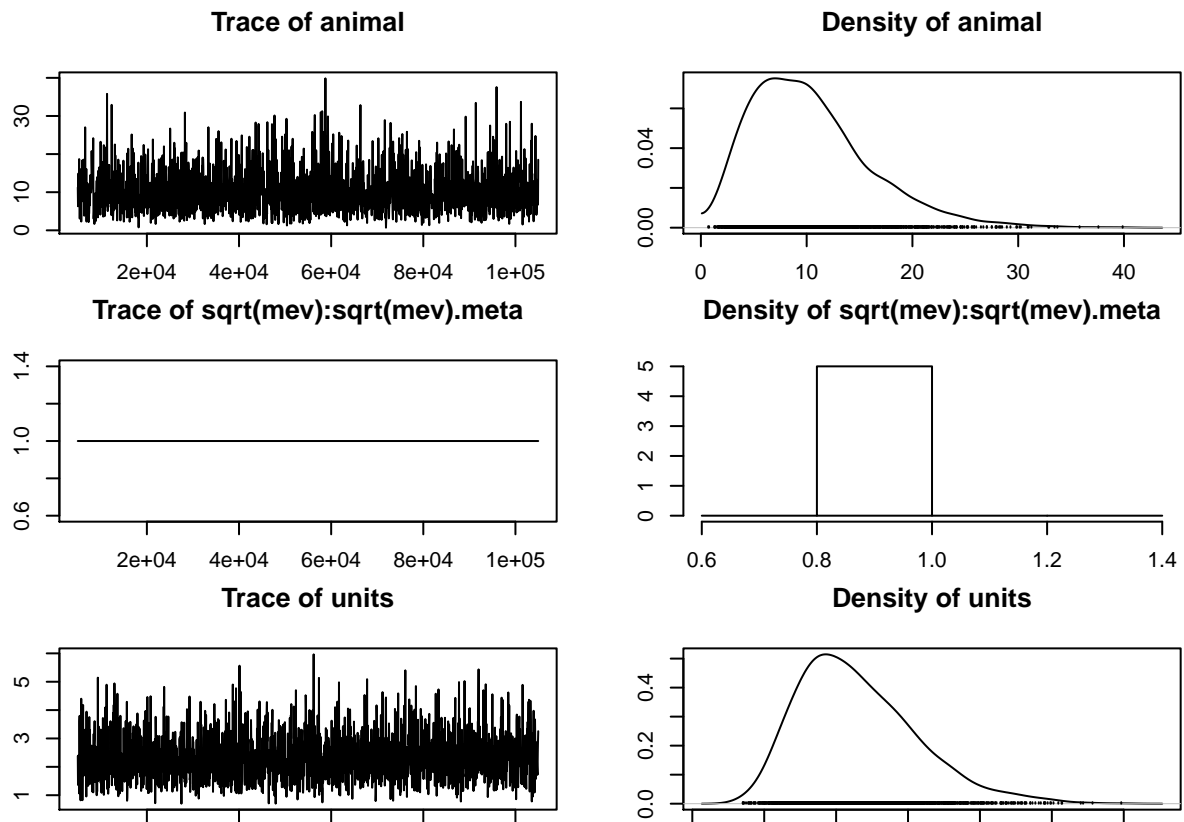 Trace of animal
Density of animal
30
10
0
0.04
0.00
2e+04 4e+04 6e+04 8e+04 1e+05
0 10 20 30 40
Trace of sqrt(mev):sqrt(mev).meta
Density of sqrt(mev):sqrt(mev).meta
1.4
1.0
0.6
5
4
3
2
1
0
2e+04 4e+04 6e+04 8e+04 1e+05
0.6 0.8 1.0 1.2 1.4
Trace of units
Density of units
5
3
1
0.4
0.2
0.0